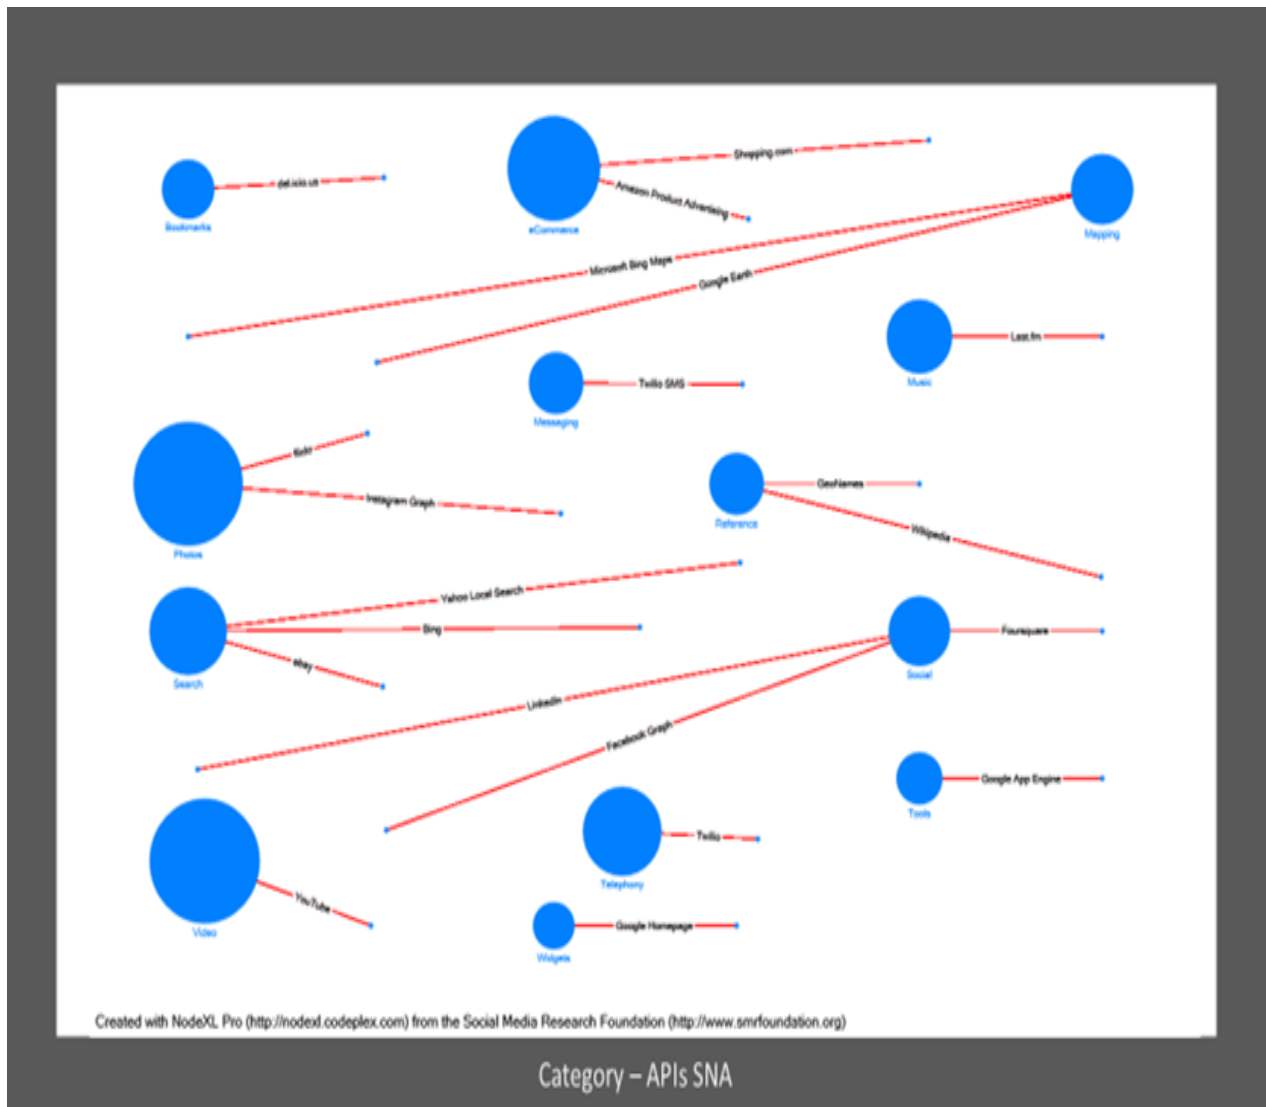 Shopping.com
del.icio.us
Amazon Product Advertising
Bookmarks
eCommerce
Mapping
Microsoft Bing Maps
Google Earth
Last.fm
Music
Twilio SMS
Messaging
flickr
Instagram Graph
GeoNames
Reference
Wikipedia
Photos
Yahoo Local Search
Bing
Foursquare
eBay
Search
Social
LinkedIn
Facebook Graph
Google App Engine
Tools
Twilio
Telephony
YouTube
Video
Google Homepage
Widgets
Created with NodeXL Pro (http://nodexl.codeplex.com) from the Social Media Research Foundation (http://www.smrfoundation.org)
Category – APIs SNA